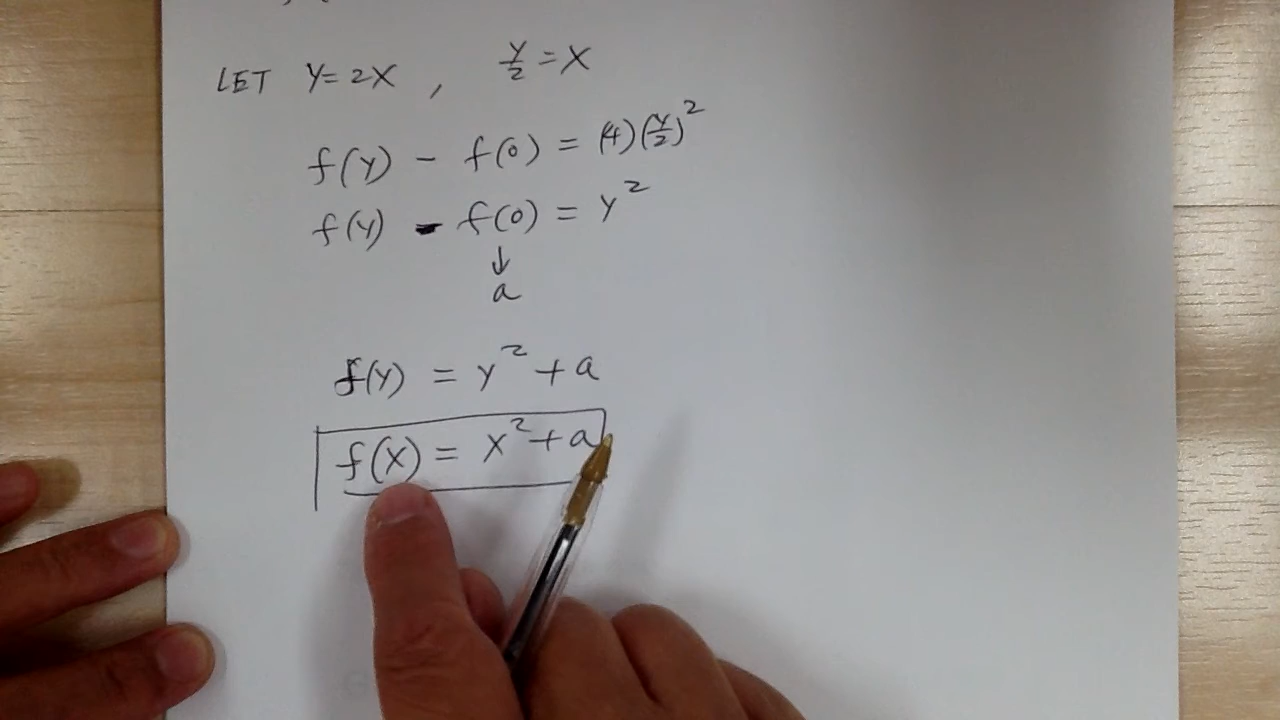 LET Y=2X , Y/2=X
f(Y) - f(0) = (4)(Y/2)²
f(Y) - f(0) = Y²
↓
a
f(Y) = Y²+a
f(X) = X²+a